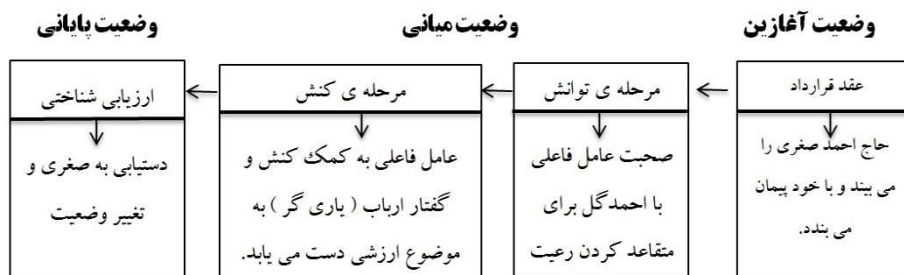 وضعیت آغازین
وضعیت میانی
وضعیت پایانی
عقد قرارداد
حاج احمد صغری را
می بیند و با خود پیمان
می بندد.
مرحله ی توانش
صحبت عامل فاعلی
با احمدگل برای
متقاعد کردن رعیت
مرحله ی کنش
عامل فاعلی به کمک کنش و
گفتار ارباب ( یاری گر ) به
موضوع ارزشی دست می یابد.
ارزیابی شناختی
دستیابی به صغری و
تغییر وضعیت